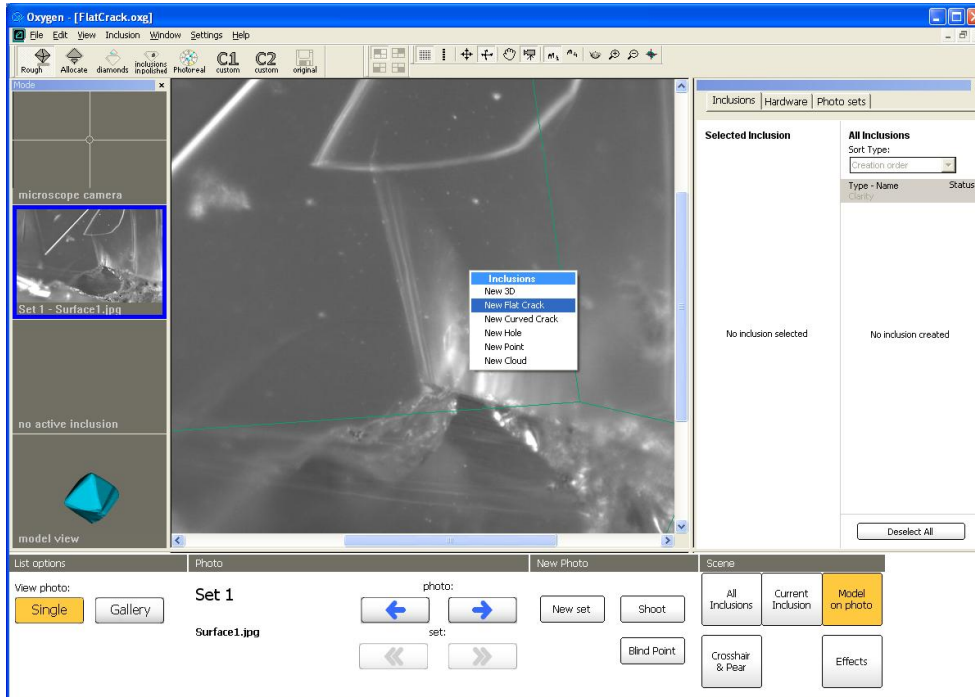 Oxygen - [FlatCrack.oxg]
File Edit View Inclusion Window Settings Help
Rough
Allocate
diamonds
inclusions
inpolished
Photoreal
C1
custom
C2
custom
original
Mode
microscope camera
Set 1 - Surface1.jpg
no active inclusion
model view
Inclusions
New 3D
New Flat Crack
New Curved Crack
New Hole
New Point
New Cloud
Inclusions Hardware Photo sets
Selected Inclusion
No inclusion selected
All Inclusions
Sort Type:
Creation order
Type - Name Status
Clarity
No inclusion created
Deselect All
List options
View photo:
Single
Gallery
Photo
Set 1
Surface1.jpg
photo:
set:
New Photo
New set
Shoot
Blind Point
Scene
All
Inclusions
Current
Inclusion
Model
on photo
Crosshair
& Pear
Effects